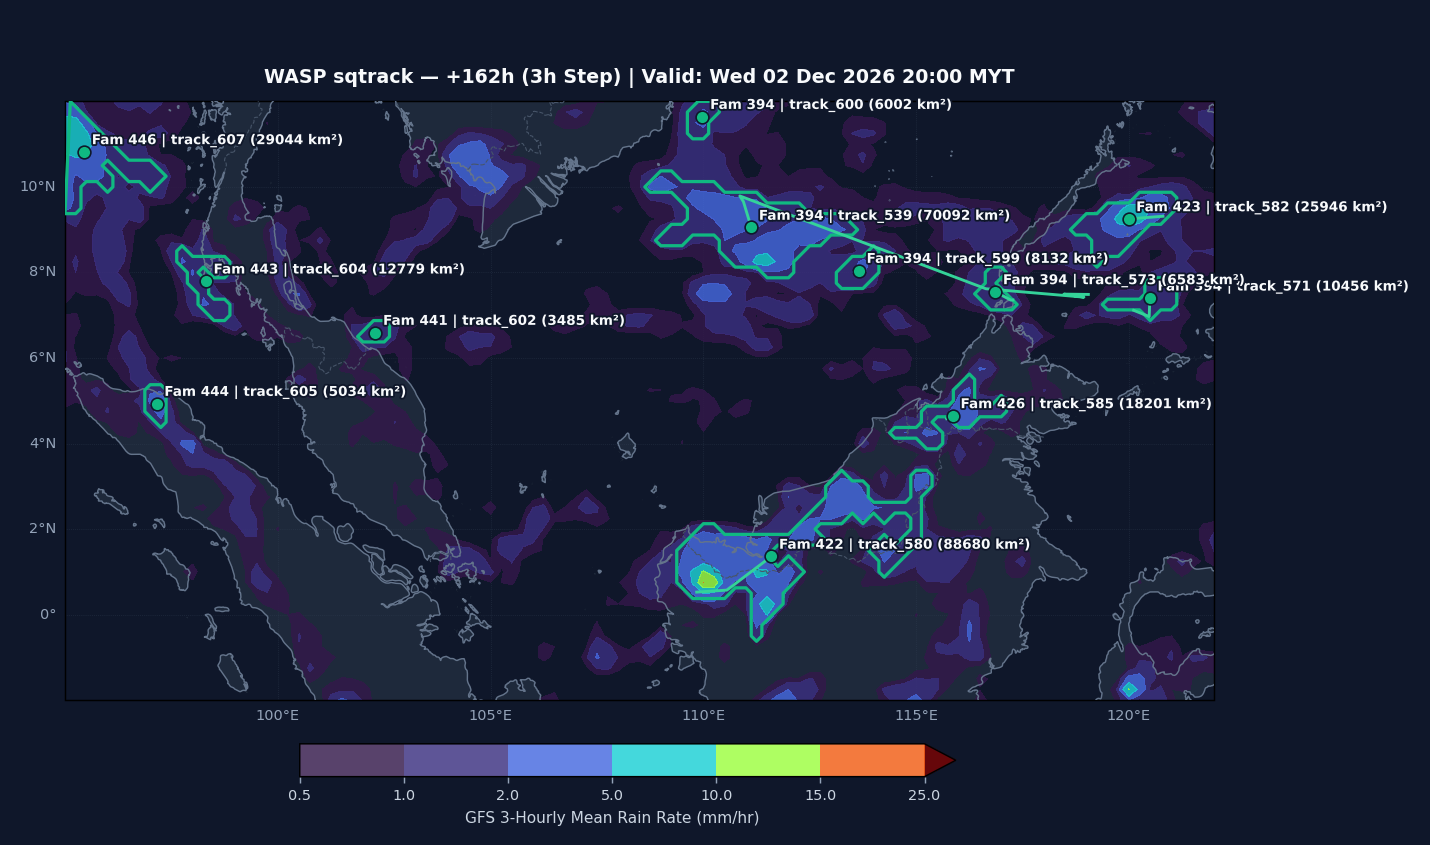 WASP sqtrack — +162h (3h Step) | Valid: Wed 02 Dec 2026 20:00 MYT
Fam 394 | track_600 (6002 km²)
Fam 446 | track_607 (29044 km²)
10°N
Fam 423 | track_582 (25946 km²)
Fam 394 | track_539 (70092 km²)
Fam 394 | track_599 (8132 km²)
8°N
Fam 443 | track_604 (12779 km²)
Fam 394 | track_573 (6583 km²)
Fam 394 | track_571 (10456 km²)
Fam 441 | track_602 (3485 km²)
6°N
Fam 444 | track_605 (5034 km²)
Fam 426 | track_585 (18201 km²)
4°N
2°N
Fam 422 | track_580 (88680 km²)
0°
100°E 105°E 110°E 115°E 120°E
0.5 1.0 2.0 5.0 10.0 15.0 25.0
GFS 3-Hourly Mean Rain Rate (mm/hr)